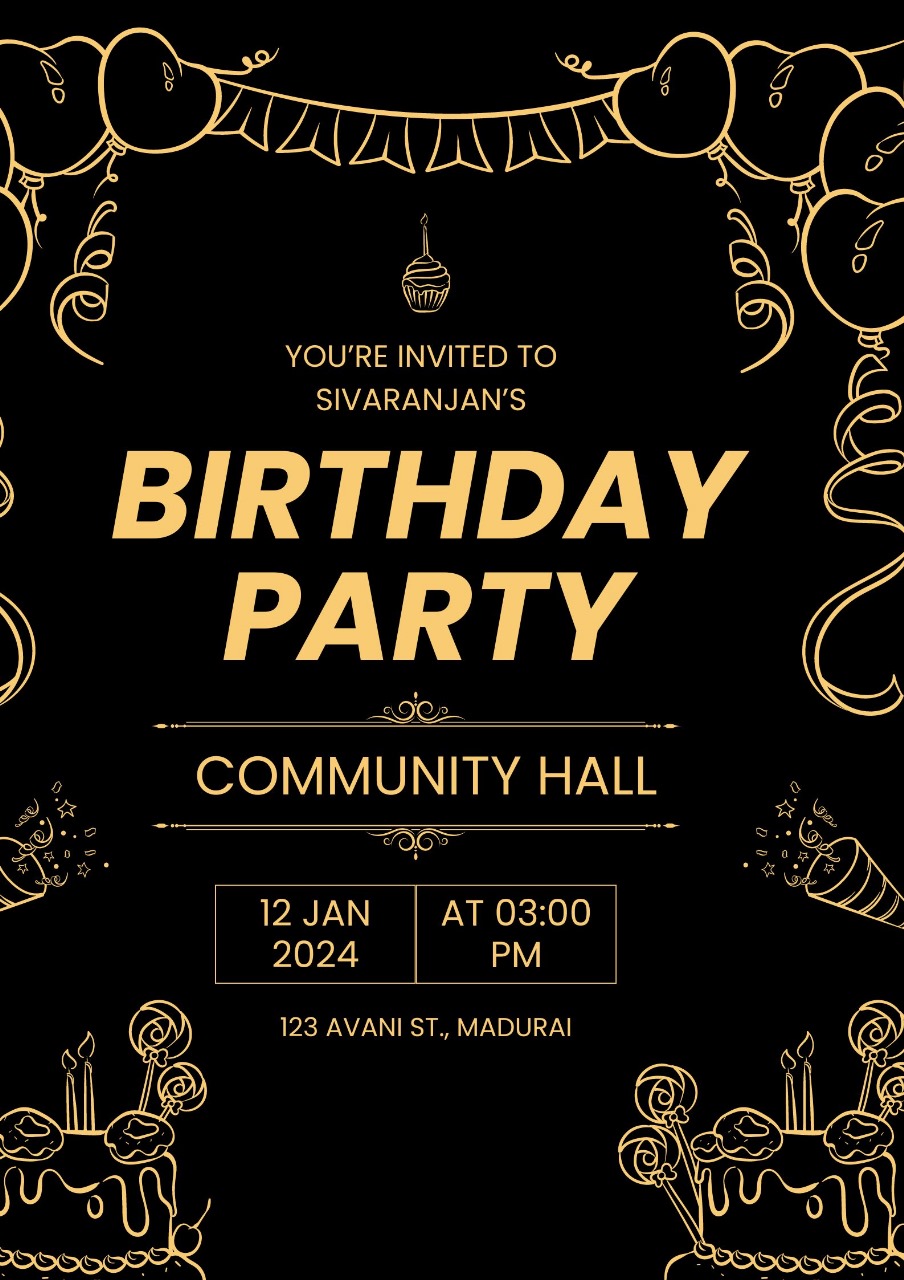 YOU’RE INVITED TO
SIVARANJAN’S
BIRTHDAY
PARTY
COMMUNITY HALL
12 JAN
2024
AT 03:00
PM
123 AVANI ST., MADURAI